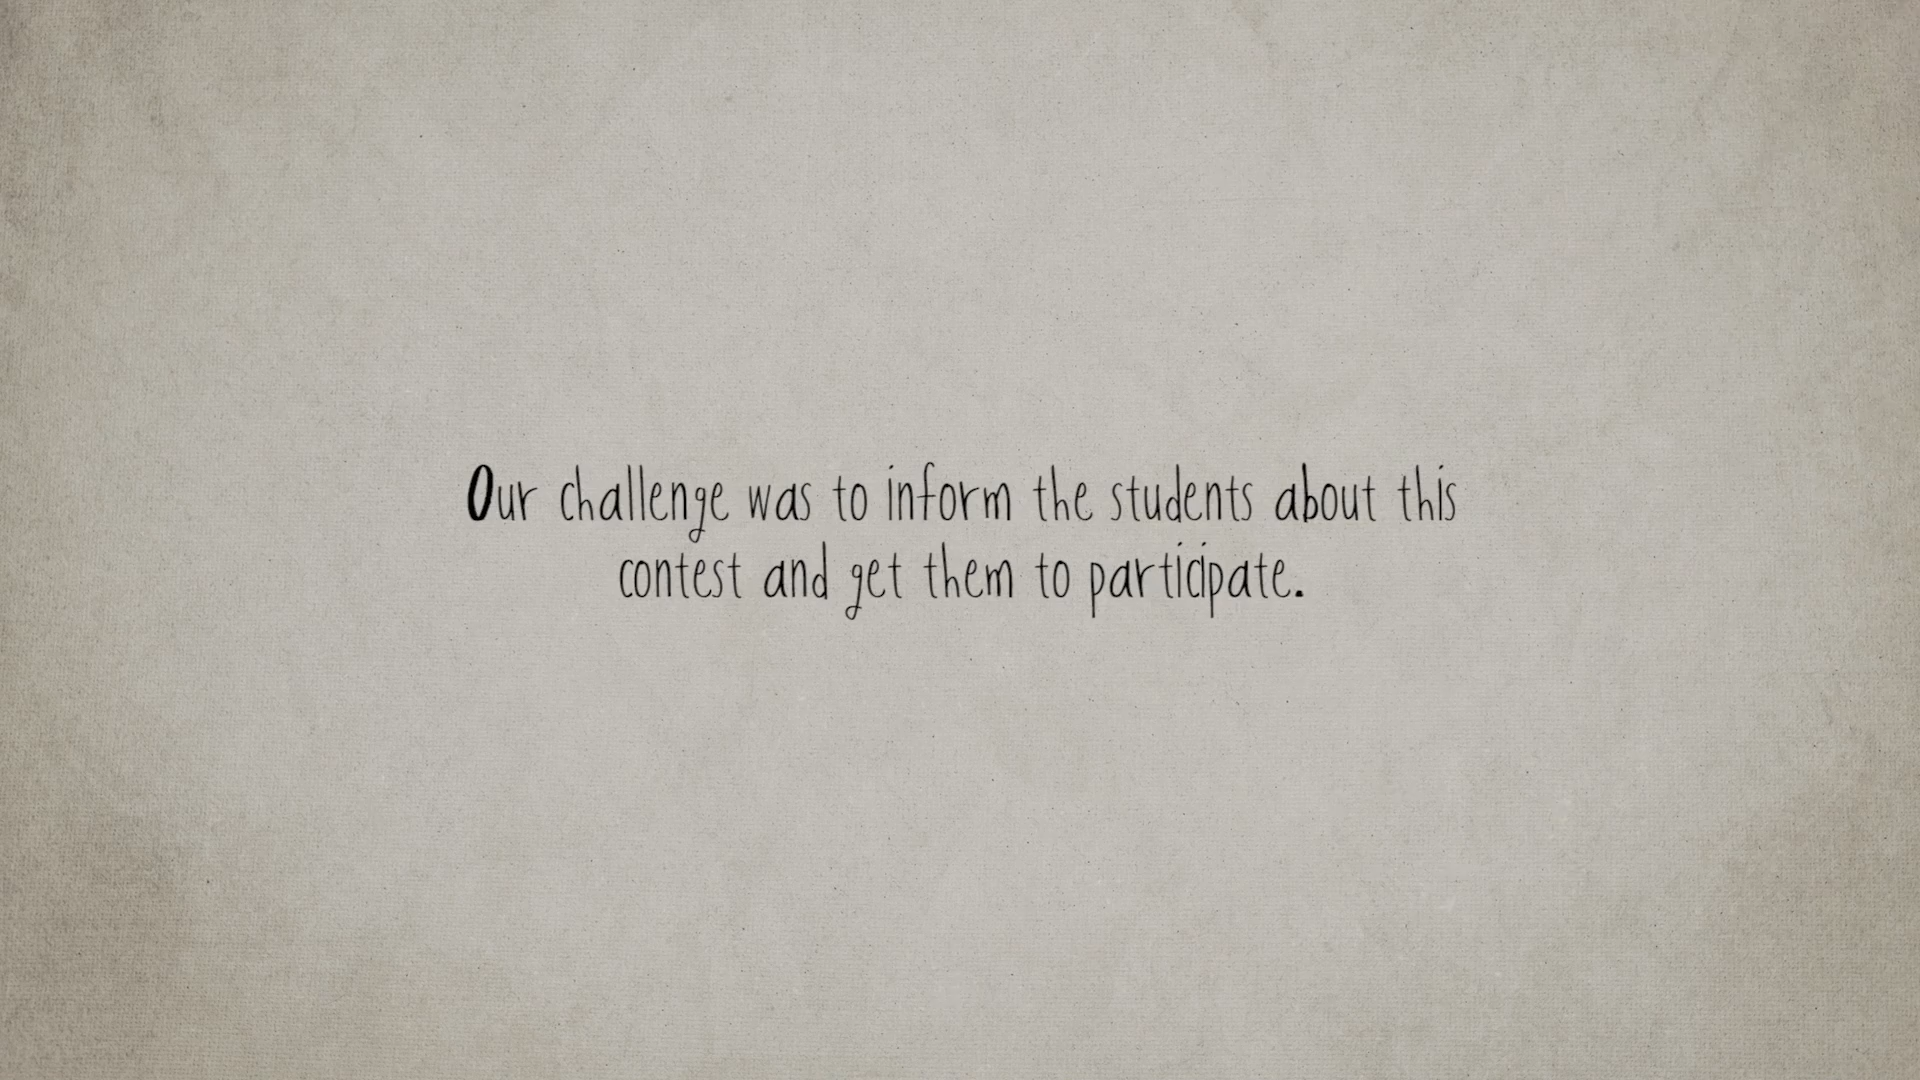 Our challenge was to inform the students about this
contest and get them to participate.